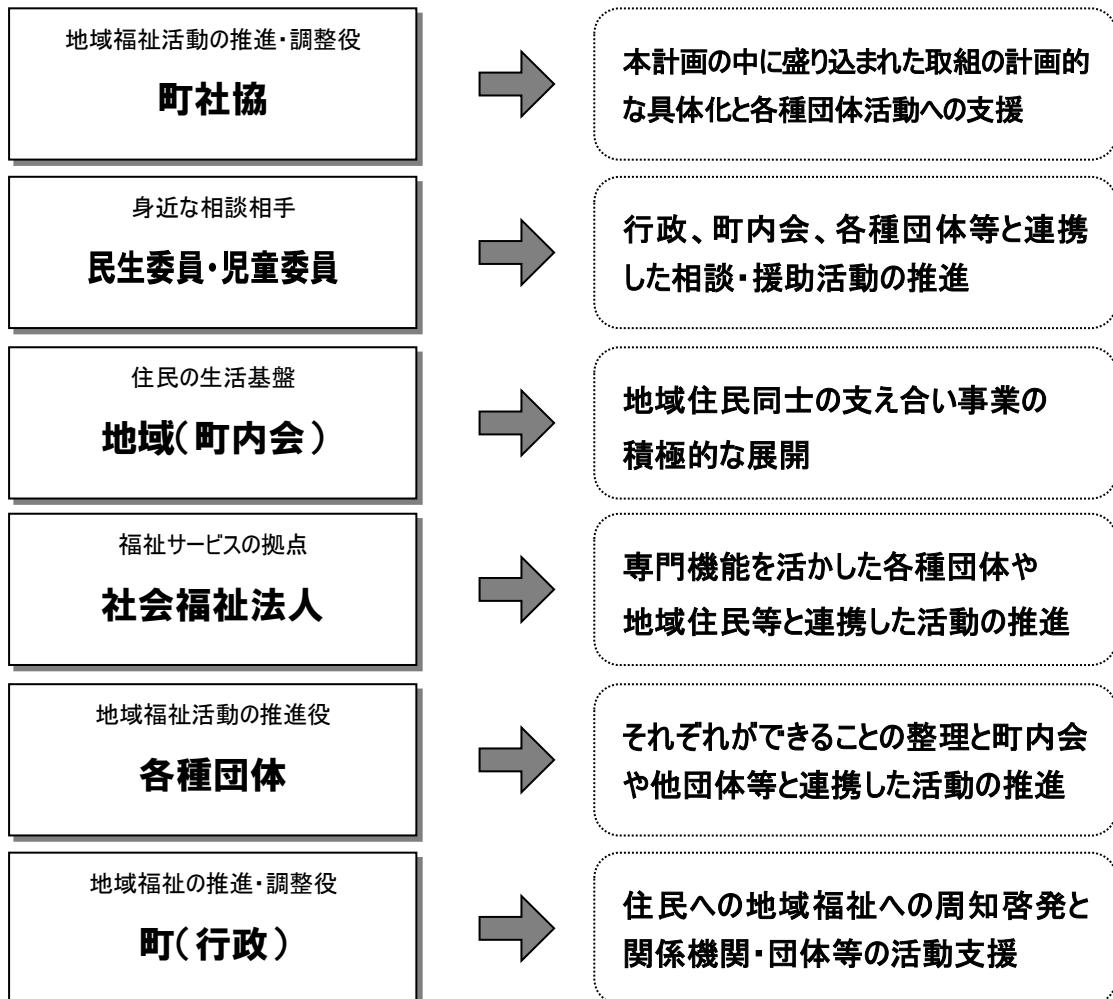 地域福祉活動の推進・調整役
町社協
本計画の中に盛り込まれた取組の計画的
な具体化と各種団体活動への支援
身近な相談相手
民生委員・児童委員
行政、町内会、各種団体等と連携
した相談・援助活動の推進
住民の生活基盤
地域(町内会)
地域住民同士の支え合い事業の
積極的な展開
福祉サービスの拠点
社会福祉法人
専門機能を活かした各種団体や
地域住民等と連携した活動の推進
地域福祉活動の推進役
各種団体
それぞれができることの整理と町内会
や他団体等と連携した活動の推進
地域福祉の推進・調整役
町(行政)
住民への地域福祉への周知啓発と
関係機関・団体等の活動支援